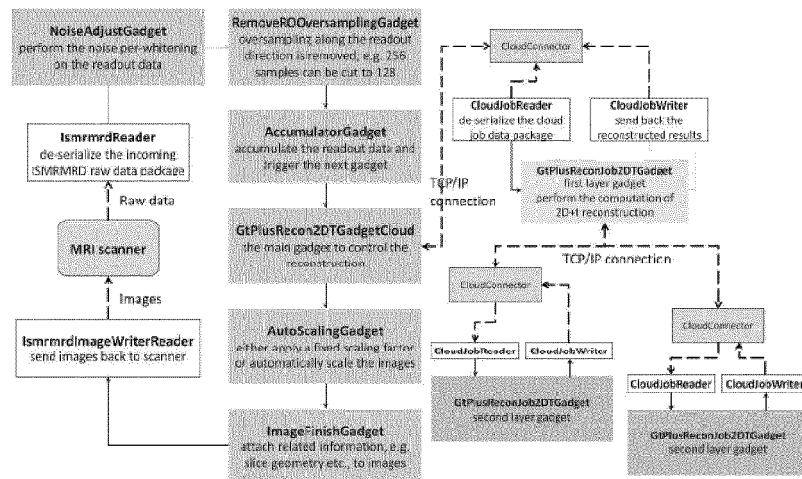 NoiseAdjustGadget
perform the noise per-whitening
on the readout data
RemoveROOversamplingGadget
oversampling along the readout
direction is removed, e.g. 256
samples can be cut to 128
IsmrmrdReader
de-serialize the incoming
ISMRMRD raw data package
Raw data
MRI scanner
Images
IsmrmrdImageWriterReader
send images back to scanner
AccumulatorGadget
accumulate the readout data and
trigger the next gadget
GtPlusRecon2DTGadgetCloud
the main gadget to control the
reconstruction
AutoScalingGadget
either apply a fixed scaling factor
or automatically scale the images
ImageFinishGadget
attach related information, e.g.
slice geometry etc., to images
TCP/IP
connection
CloudConnector
CloudJobReader
de-serialize the cloud
job data package
CloudJobWriter
send back the
reconstructed results
GtPlusReconJob2DTGadget
first layer gadget
perform the computation of
2D+t reconstruction
TCP/IP connection
CloudConnector
CloudJobReader
CloudJobWriter
GtPlusReconJob2DTGadget
second layer gadget
CloudConnector
CloudJobReader
CloudJobWriter
GtPlusReconJob2DTGadget
second layer gadget